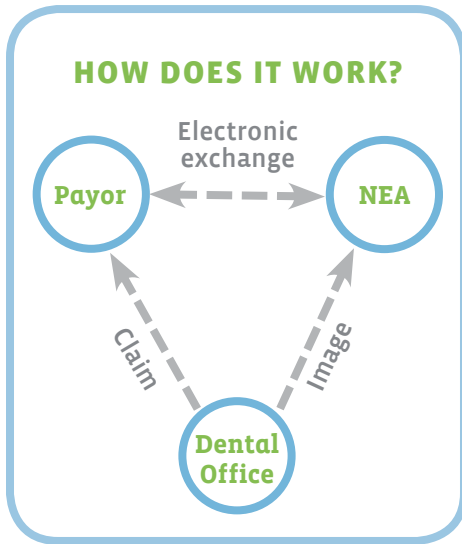 HOW DOES IT WORK?
Electronic
exchange
Payor
NEA
Claim
Image
Dental
Office